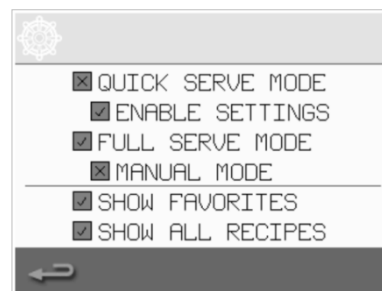 QUICK SERVE MODE
ENABLE SETTINGS
FULL SERVE MODE
MANUAL MODE
SHOW FAVORITES
SHOW ALL RECIPES